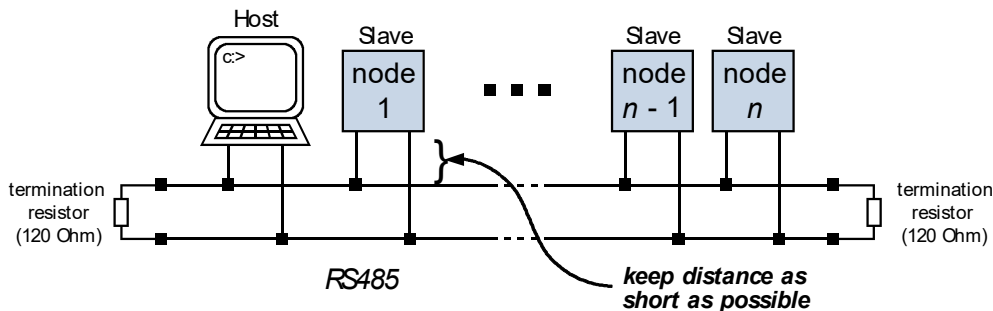 Host
c:>
Slave
node
1
Slave
node
n - 1
Slave
node
n
termination
resistor
(120 Ohm)
termination
resistor
(120 Ohm)
RS485
keep distance as
short as possible